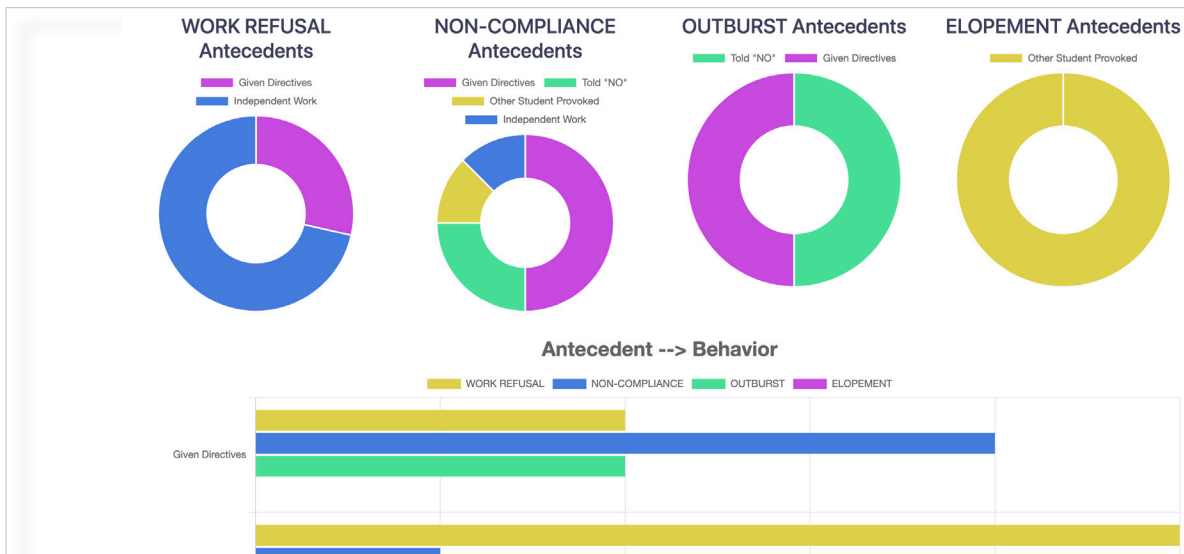 WORK REFUSAL
Antecedents
Given Directives
Independent Work
NON-COMPLIANCE
Antecedents
Given Directives Told "NO"
Other Student Provoked
Independent Work
OUTBURST Antecedents
Told "NO" Given Directives
ELOPEMENT Antecedents
Other Student Provoked
Antecedent --> Behavior
WORK REFUSAL NON-COMPLIANCE OUTBURST ELOPEMENT
Given Directives